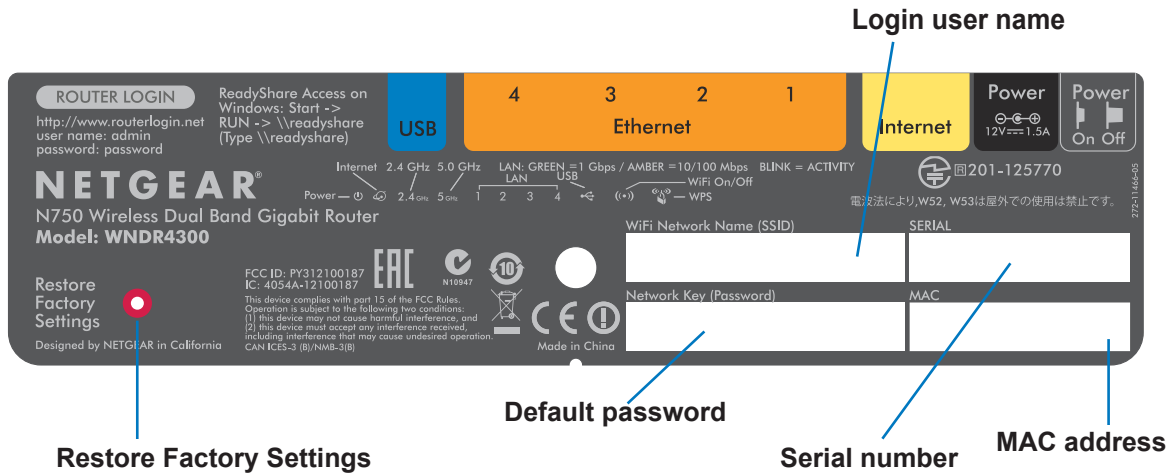 Login user name
ROUTER LOGIN
http://www.routerlogin.net
user name: admin
password: password
ReadyShare Access on
Windows: Start ->
RUN -> \\readyshare
(Type \\readyshare)
USB
4 3 2 1
Ethernet
Internet
Power
12V 1.5A
Power
On Off
Internet 2.4 GHz 5.0 GHz LAN: GREEN =1 Gbps / AMBER =10/100 Mbps BLINK = ACTIVITY
LAN USB WiFi On/Off
Power 2.4 GHz 5 GHz 1 2 3 4 WPS
R 201-125770
電波法により,W52, W53は屋外での使用は禁止です。
272-11466-05
NETGEAR®
N750 Wireless Dual Band Gigabit Router
Model: WNDR4300
WiFi Network Name (SSID)
SERIAL
Network Key (Password)
MAC
Restore
Factory
Settings
Designed by NETGEAR in California
FCC ID: PY312100187
IC: 4054A-12100187
EAC
N10947
10
This device complies with part 15 of the FCC Rules.
Operation is subject to the following two conditions:
(1) this device may not cause harmful interference, and
(2) this device must accept any interference received,
including interference that may cause undesired operation.
CAN ICES-3 (B)/NMB-3(B)
CE
Made in China
Default password
Restore Factory Settings
Serial number
MAC address